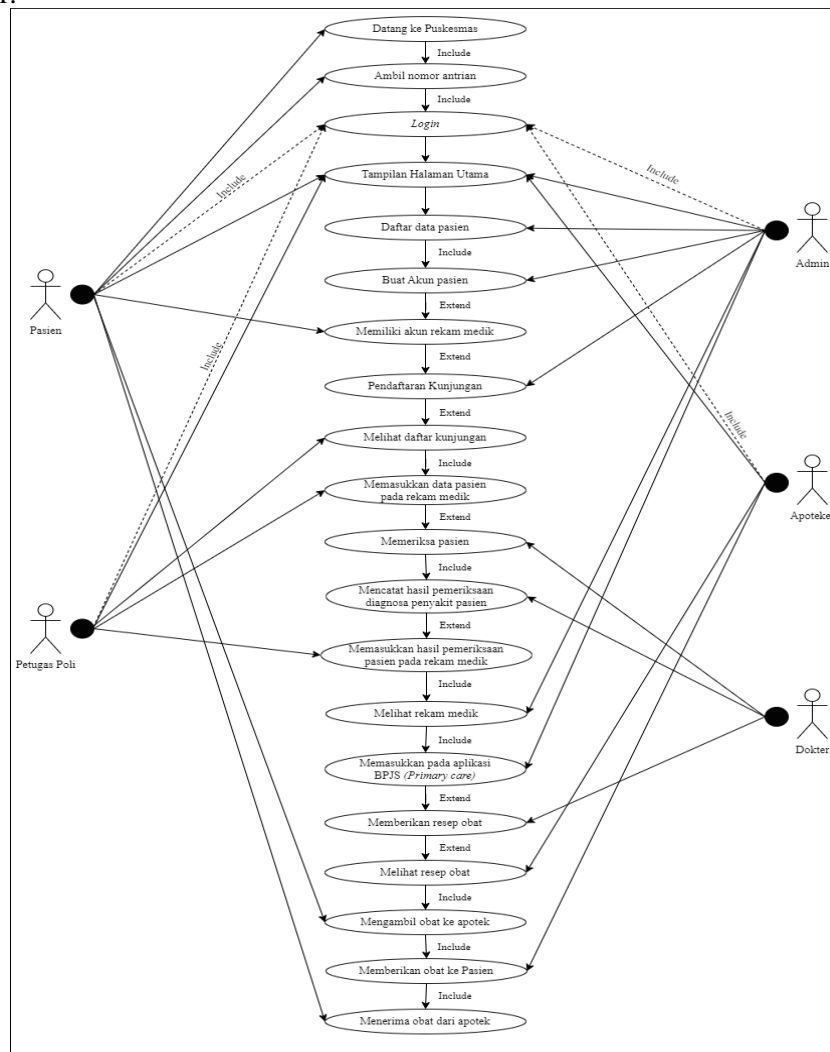 Datang ke Puskesmas
Include
Ambil nomor antrian
Include
Login
Include
Include
Tampilan Halaman Utama
Daftar data pasien
Include
Admin
Buat Akun pasien
Extend
Pasien
Memiliki akun rekam medik
Include
Extend
Pendaftaran Kunjungan
Extend
Include
Melihat daftar kunjungan
Include
Memasukkan data pasien
pada rekam medik
Extend
Apoteke
Memeriksa pasien
Include
Mencatat hasil pemeriksaan
diagnosa penyakit pasien
Extend
Memasukkan hasil pemeriksaan
pasien pada rekam medik
Petugas Poli
Include
Melihat rekam medik
Include
Dokter
Memasukkan pada aplikasi
BPJS (Primary care)
Extend
Memberikan resep obat
Extend
Melihat resep obat
Include
Mengambil obat ke apotek
Include
Memberikan obat ke Pasien
Include
Menerima obat dari apotek